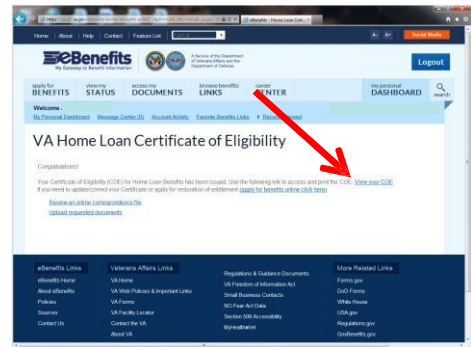 eBenefits - Home Loan Cert...
Home | About | Help | Contact | Feature List
A- A+ Social Media
eBenefits
My Gateway to Benefit Information
A Service of the Department
of Veterans Affairs and the
Department of Defense
Logout
apply for BENEFITS
view my STATUS
access my DOCUMENTS
browse benefits LINKS
career
my personal DASHBOARD
search
Welcome
My Personal Dashboard Message Center (0) Account Activity Favorite Benefits Links
VA Home Loan Certificate of Eligibility
Congratulations!
Your Certificate of Eligibility (COE) for Home Loan Benefits has been issued. Use the following link to access and print the COE. View your COE
If you need to update/correct your Certificate or apply for restoration of entitlement (apply for benefits online click here)
Review an online correspondence file
Upload requested documents
eBenefits Links
eBenefits Home
About eBenefits
Policies
Sources
Contact Us
Veterans Affairs Links
VA Home
VA Web Policies & Important Links
VA Forms
VA Facility Locator
Contact the VA
About VA
Regulations & Guidance Documents
VA Freedom of Information Act
Small Business Contacts
NO Fear Act Data
Section 508 Accessibility
MyHealtheVet
More Related Links
Forms.gov
DoD Forms
White House
USA.gov
Regulations.gov
GovBenefits.gov